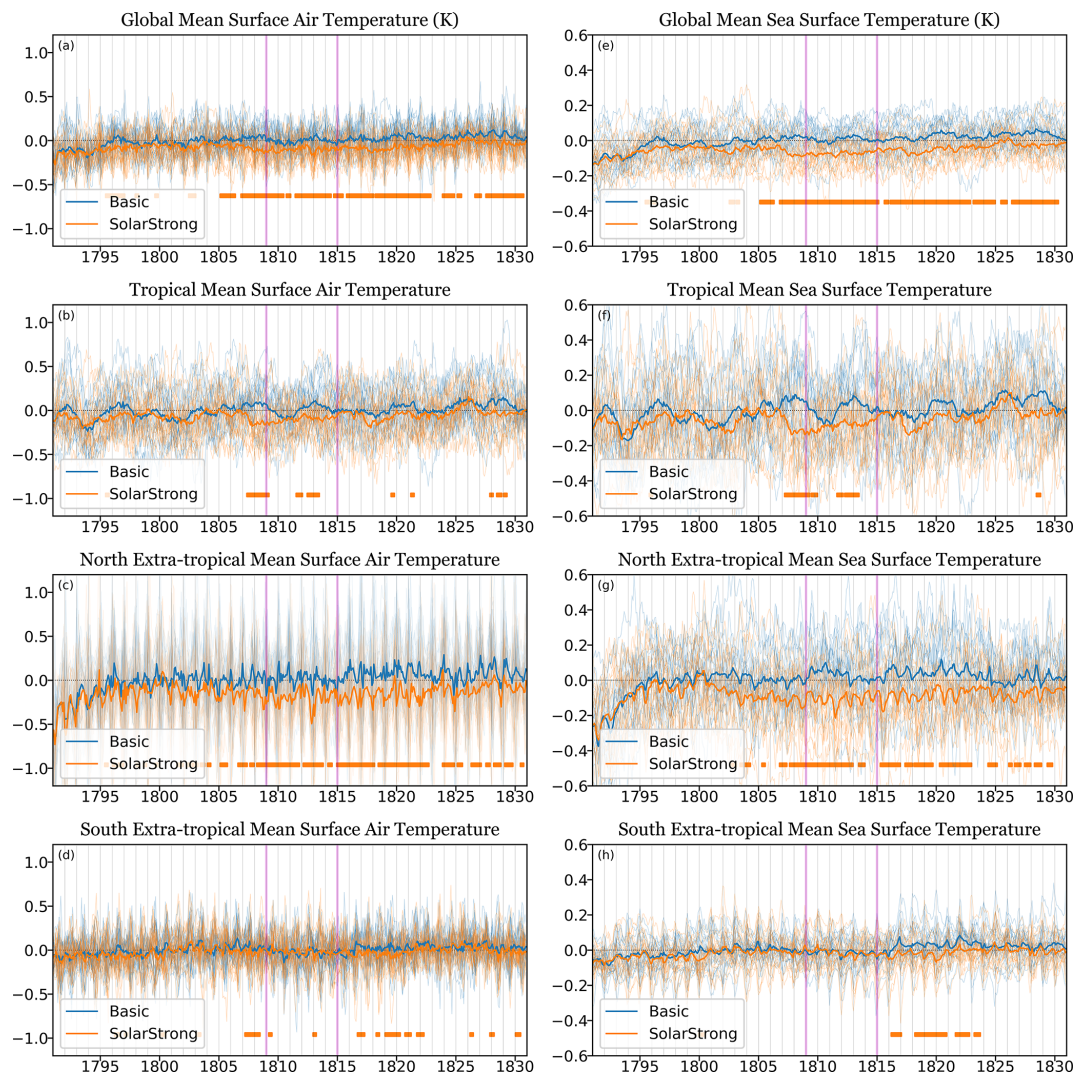 Global Mean Surface Air Temperature (K)
(a)
1.0
0.5
0.0
−0.5
−1.0
Basic
SolarStrong
1795 1800 1805 1810 1815 1820 1825 1830
Global Mean Sea Surface Temperature (K)
(e)
0.6
0.4
0.2
0.0
−0.2
−0.4
−0.6
Basic
SolarStrong
1795 1800 1805 1810 1815 1820 1825 1830
Tropical Mean Surface Air Temperature
(b)
1.0
0.5
0.0
−0.5
−1.0
Basic
SolarStrong
1795 1800 1805 1810 1815 1820 1825 1830
Tropical Mean Sea Surface Temperature
(f)
0.6
0.4
0.2
0.0
−0.2
−0.4
−0.6
Basic
SolarStrong
1795 1800 1805 1810 1815 1820 1825 1830
North Extra-tropical Mean Surface Air Temperature
(c)
1.0
0.5
0.0
−0.5
−1.0
Basic
SolarStrong
1795 1800 1805 1810 1815 1820 1825 1830
North Extra-tropical Mean Sea Surface Temperature
(g)
0.6
0.4
0.2
0.0
−0.2
−0.4
−0.6
Basic
SolarStrong
1795 1800 1805 1810 1815 1820 1825 1830
South Extra-tropical Mean Surface Air Temperature
(d)
1.0
0.5
0.0
−0.5
−1.0
Basic
SolarStrong
1795 1800 1805 1810 1815 1820 1825 1830
South Extra-tropical Mean Sea Surface Temperature
(h)
0.6
0.4
0.2
0.0
−0.2
−0.4
−0.6
Basic
SolarStrong
1795 1800 1805 1810 1815 1820 1825 1830